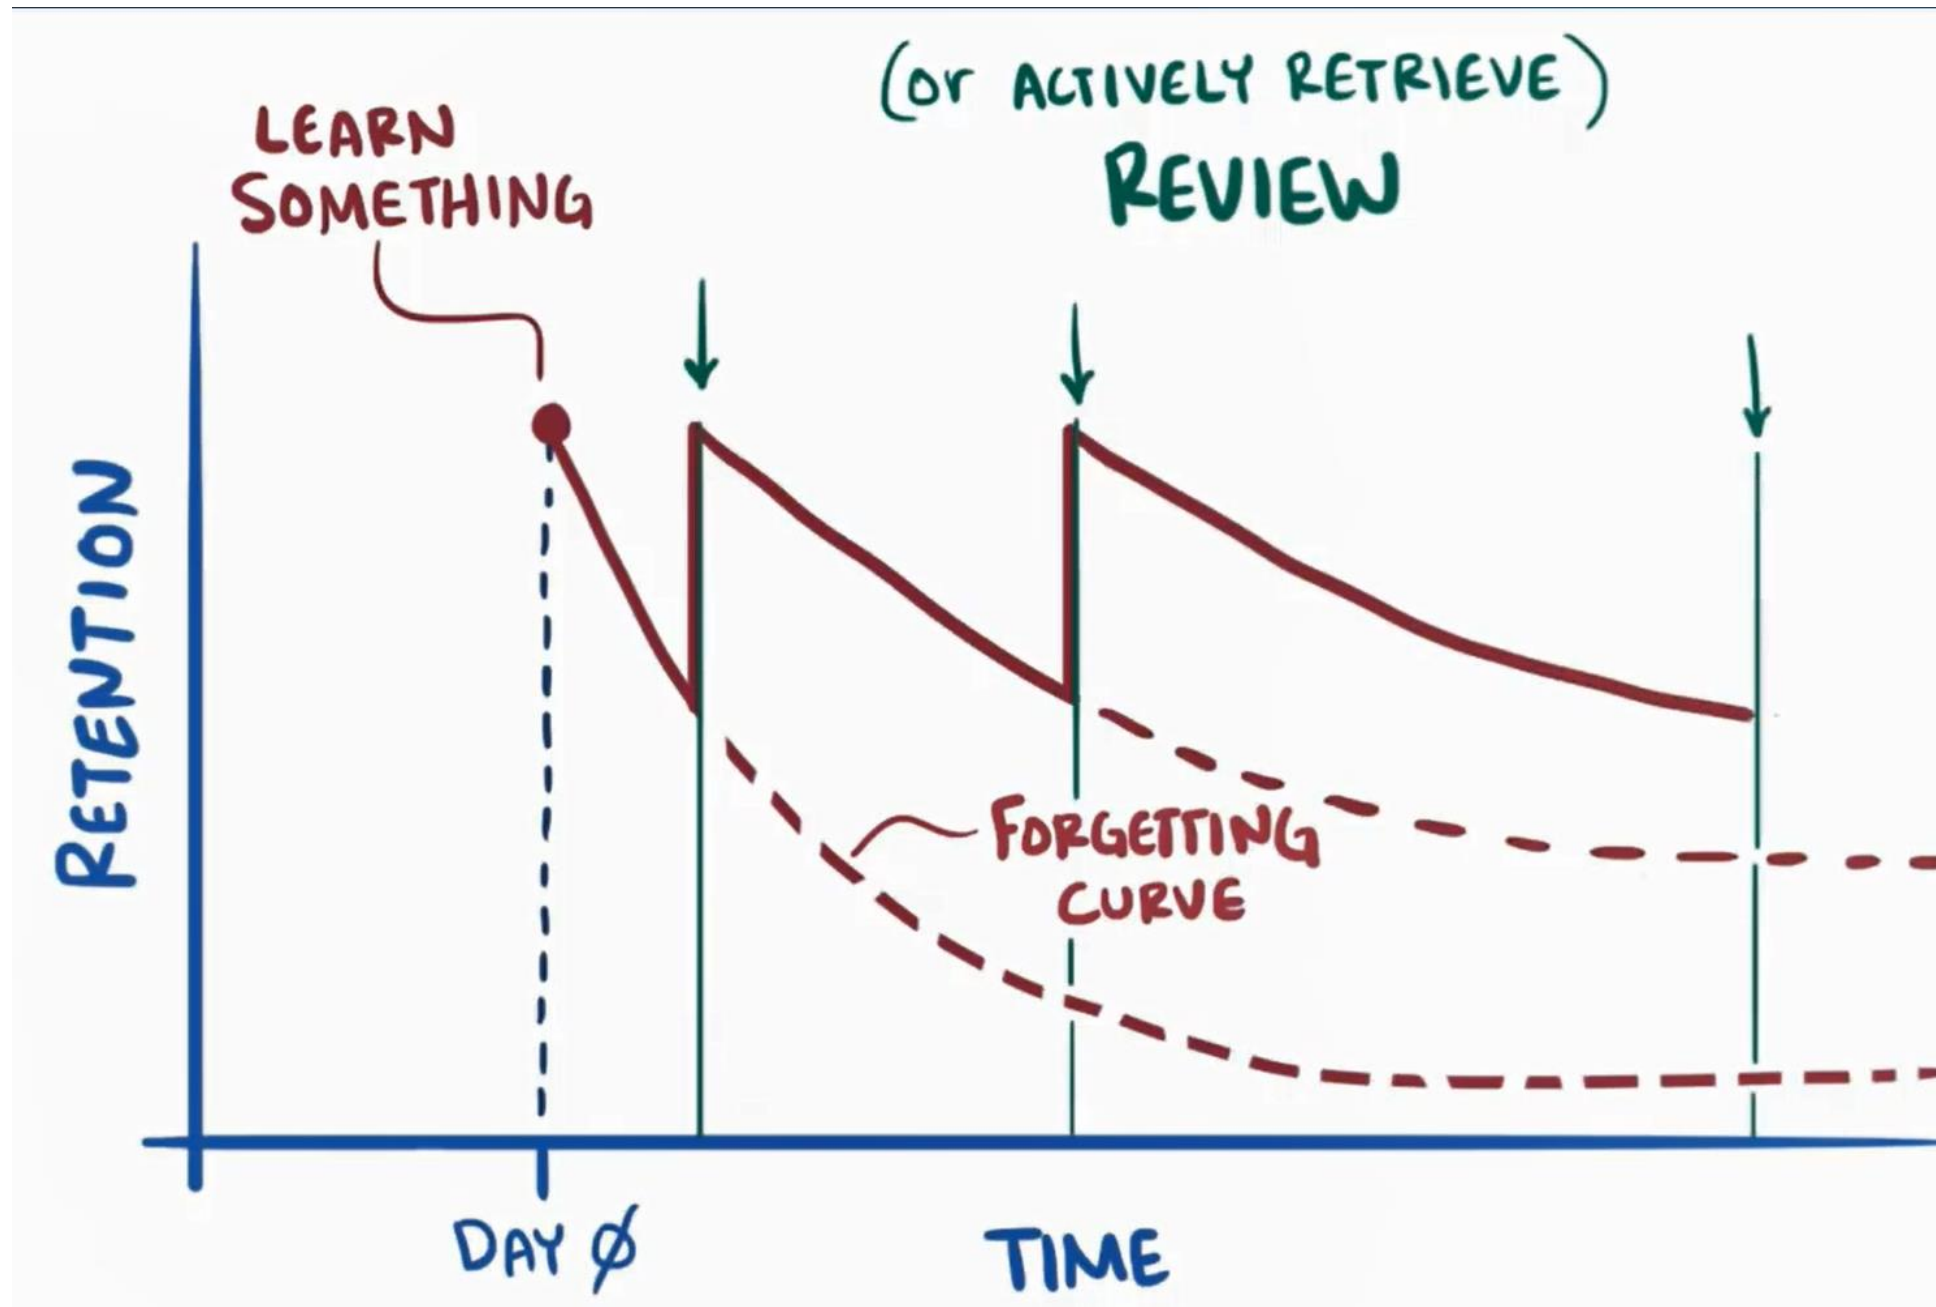 (or ACTIVELY RETRIEVE)
REVIEW
LEARN
SOMETHING
RETENTION
FORGETTING
CURVE
DAY Ø
TIME